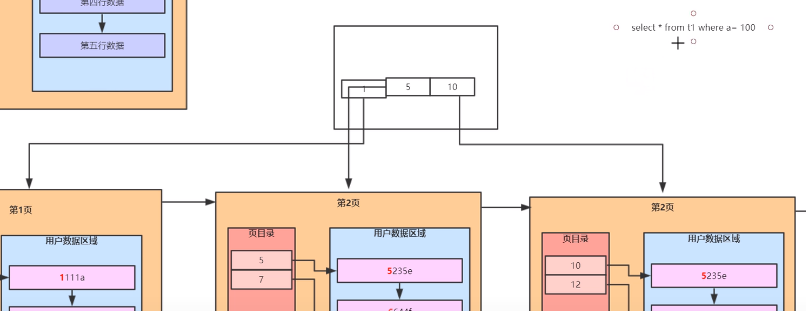 第四行数据
第五行数据
select * from t1 where a= 100
1
5
10
第1页
用户数据区域
1111a
第2页
页目录
5
7
用户数据区域
5235e
第2页
页目录
10
12
用户数据区域
5235e